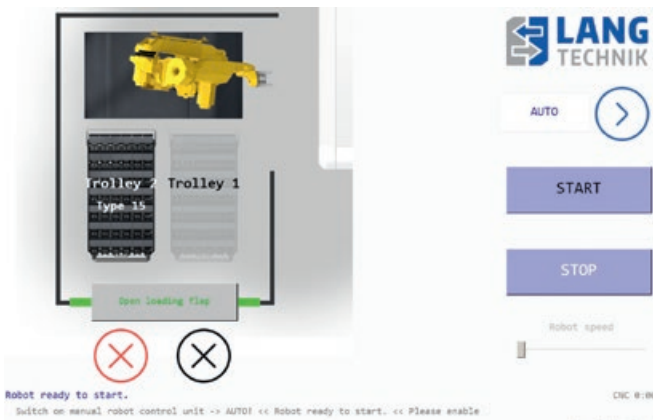 LANG
TECHNIK
AUTO
Trolley 2
Type 15
Trolley 1
START
STOP
Open loading flap
Robot speed
Robot ready to start.
Switch on manual robot control unit -> AUTO! << Robot ready to start. << Please enable
CNC